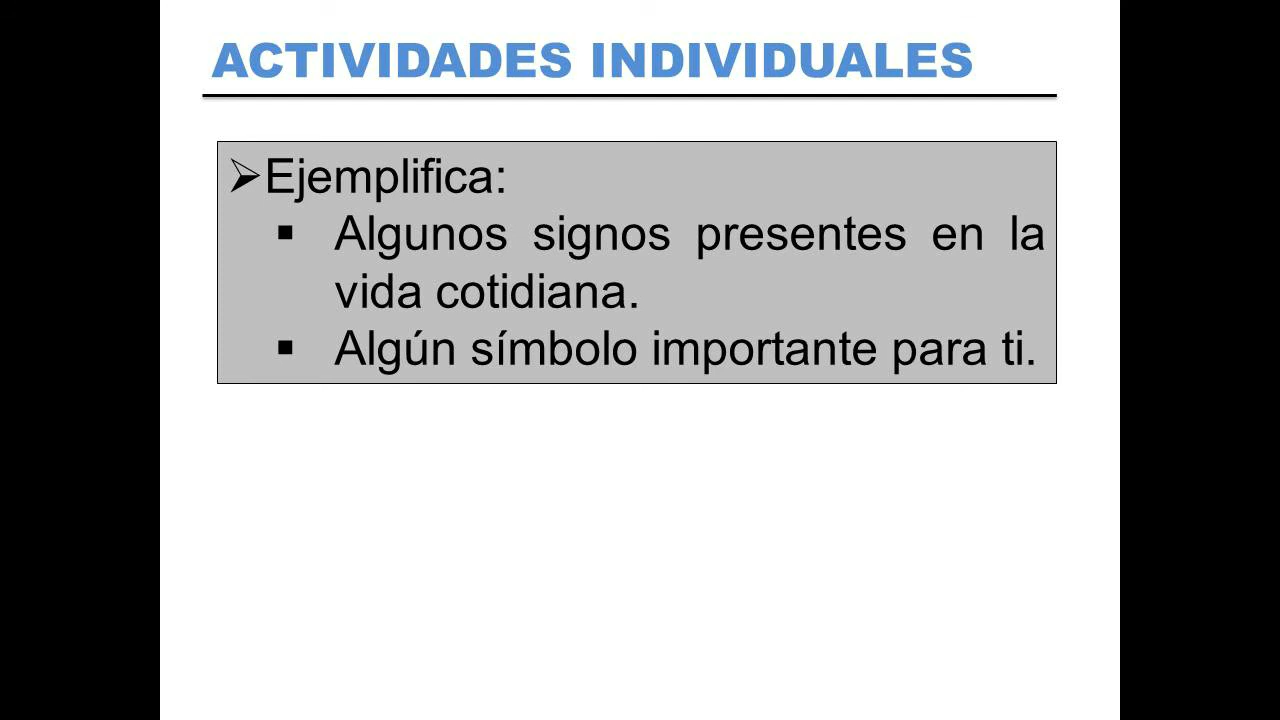 ACTIVIDADES INDIVIDUALES
➢Ejemplifica:
▪ Algunos signos presentes en la
vida cotidiana.
▪ Algún símbolo importante para ti.